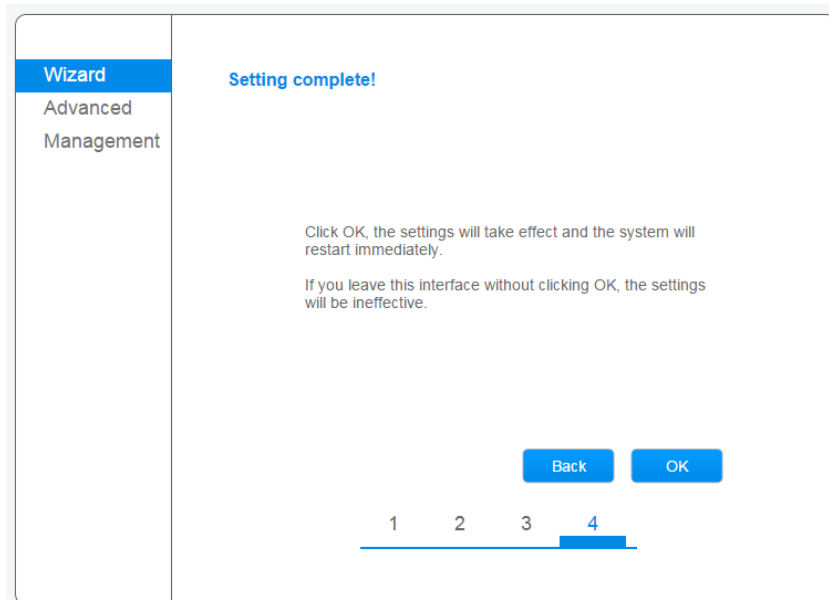 Wizard
Advanced
Management
Setting complete!
Click OK, the settings will take effect and the system will
restart immediately.
If you leave this interface without clicking OK, the settings
will be ineffective.
Back OK
1 2 3 4